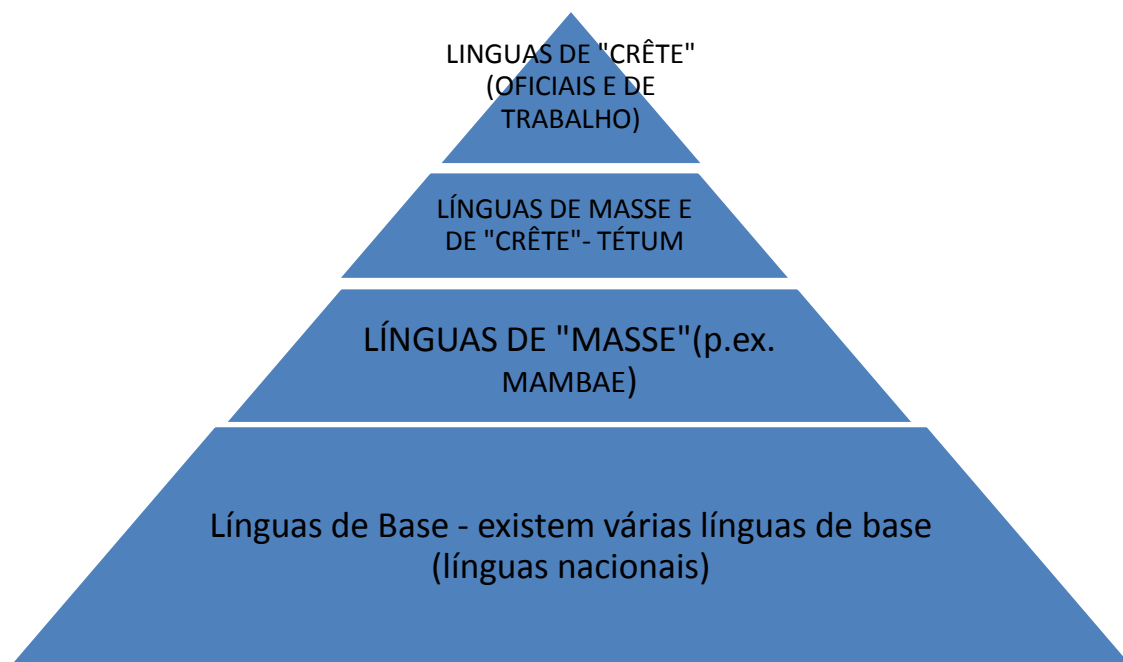 LINGUAS DE "CRÊTE"
(OFICIAIS E DE
TRABALHO)
LÍNGUAS DE MASSE E
DE "CRÊTE"- TÉTUM
LÍNGUAS DE "MASSE"(p.ex.
MAMBAE)
Línguas de Base - existem várias línguas de base
(línguas nacionais)